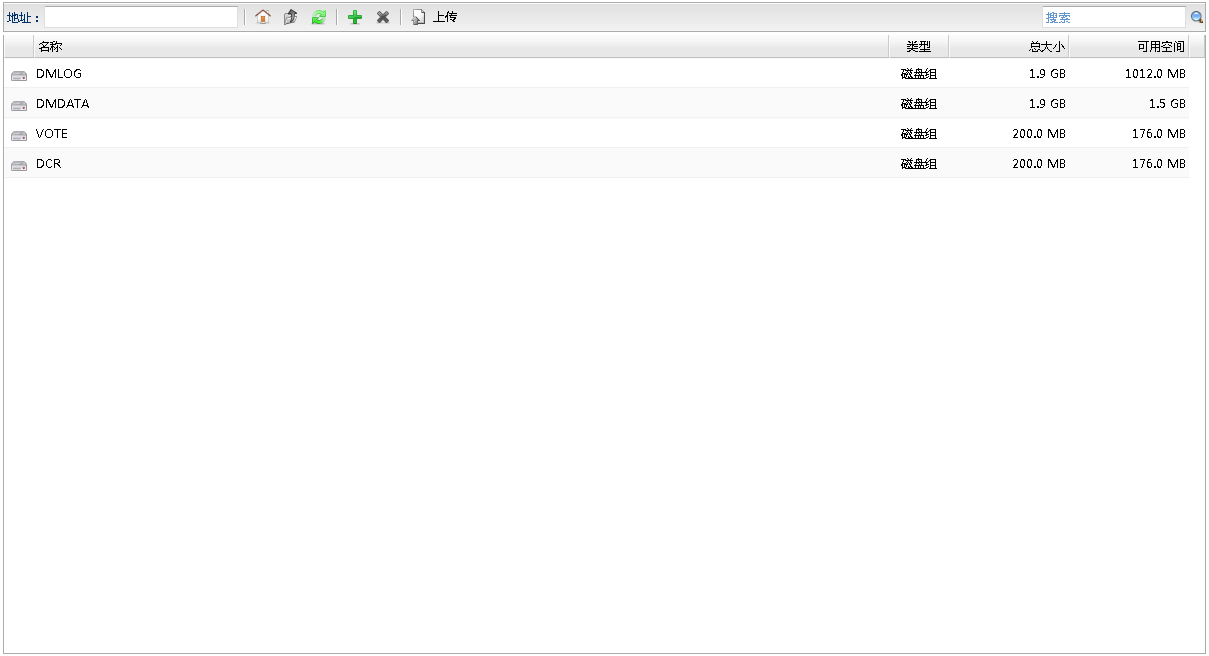 地址： 上传 搜索
名称 类型 总大小 可用空间
DMLOG 磁盘组 1.9 GB 1012.0 MB
DMDATA 磁盘组 1.9 GB 1.5 GB
VOTE 磁盘组 200.0 MB 176.0 MB
DCR 磁盘组 200.0 MB 176.0 MB